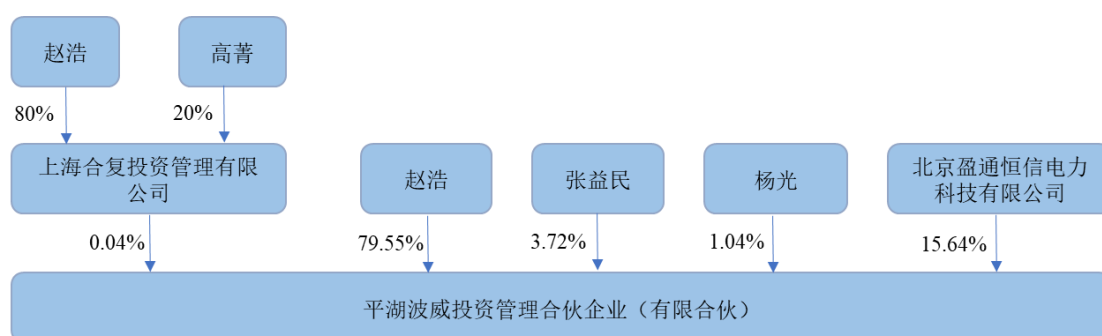 赵浩
高菁
80%
20%
上海合复投资管理有限
公司
赵浩
张益民
杨光
北京盈通恒信电力
科技有限公司
0.04%
79.55%
3.72%
1.04%
15.64%
平湖波威投资管理合伙企业（有限合伙）